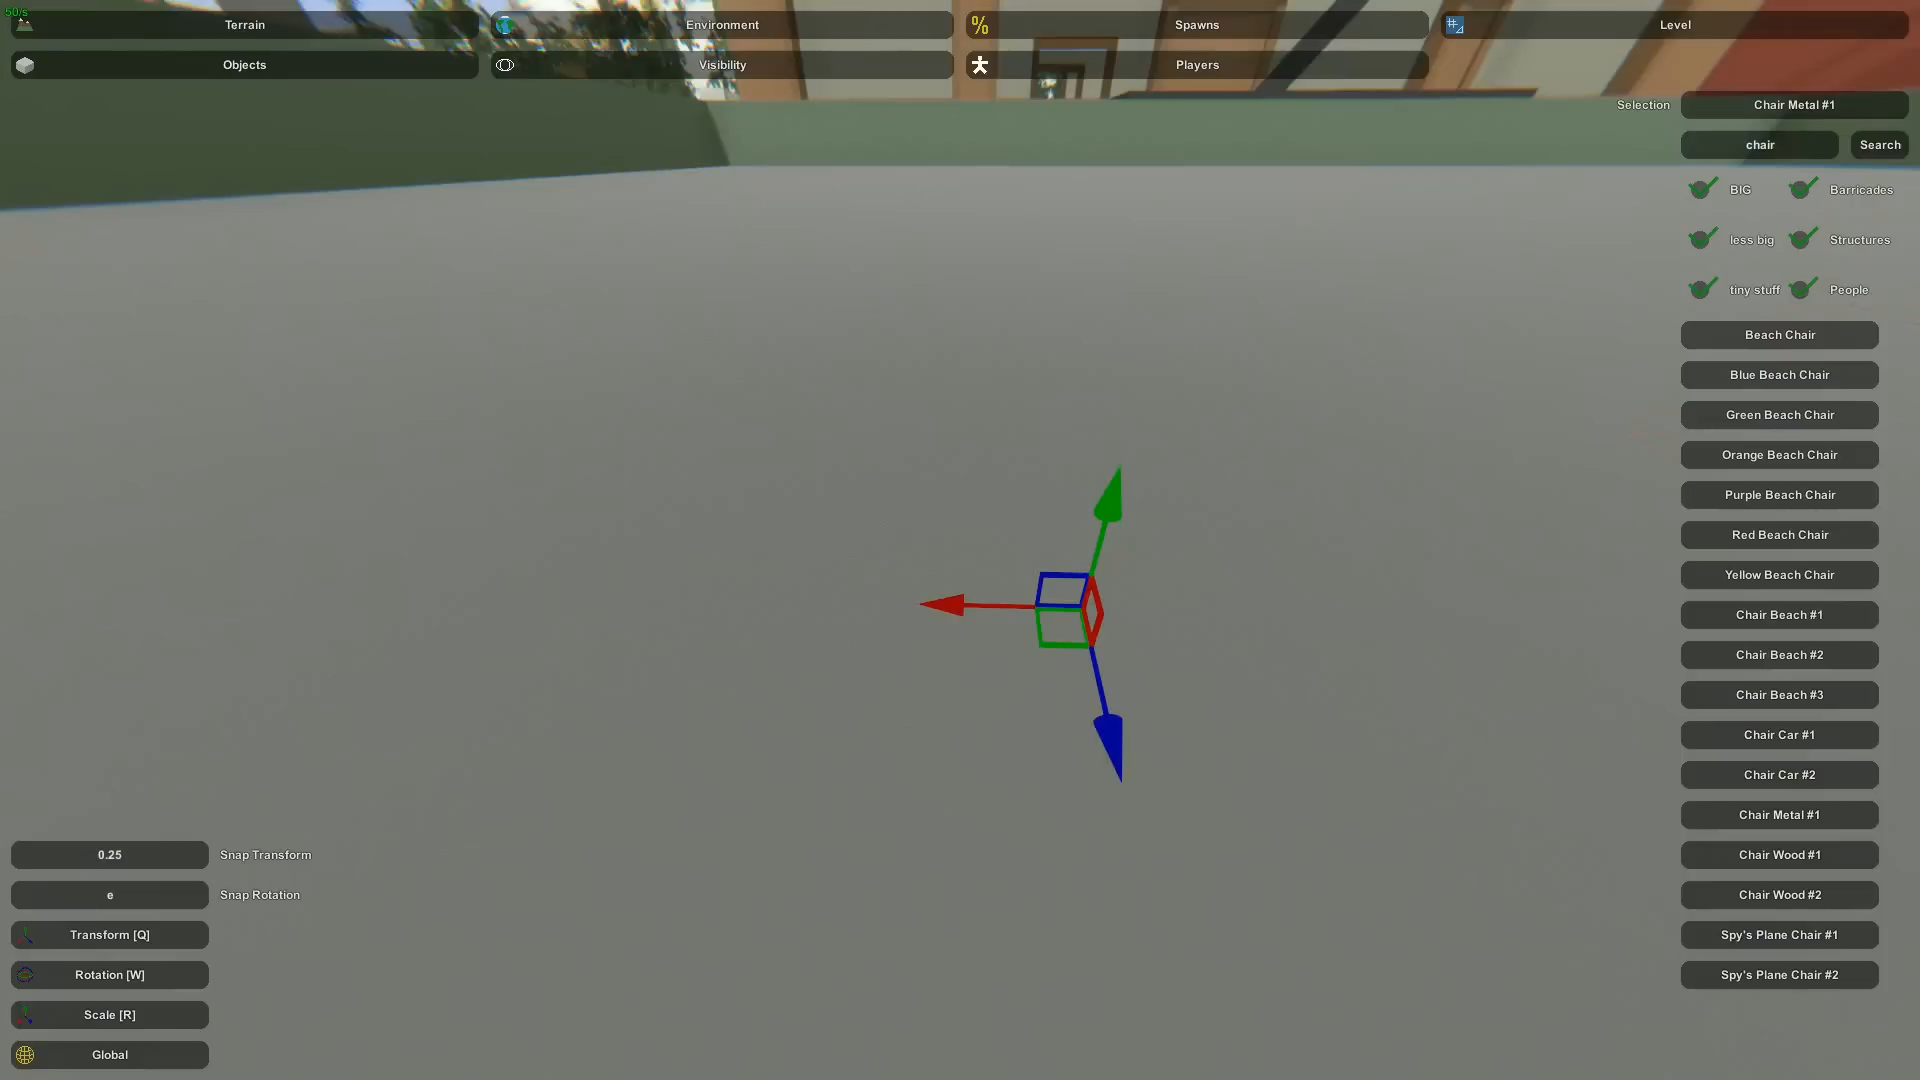 50/s
Terrain
Environment
Spawns
Level
Objects
Visibility
Players
Selection
Chair Metal #1
chair
Search
BIG
Barricades
less big
Structures
tiny stuff
People
Beach Chair
Blue Beach Chair
Green Beach Chair
Orange Beach Chair
Purple Beach Chair
Red Beach Chair
Yellow Beach Chair
Chair Beach #1
Chair Beach #2
Chair Beach #3
Chair Car #1
Chair Car #2
Chair Metal #1
Chair Wood #1
Chair Wood #2
Spy's Plane Chair #1
Spy's Plane Chair #2
0.25 Snap Transform
e Snap Rotation
Transform [Q]
Rotation [W]
Scale [R]
Global